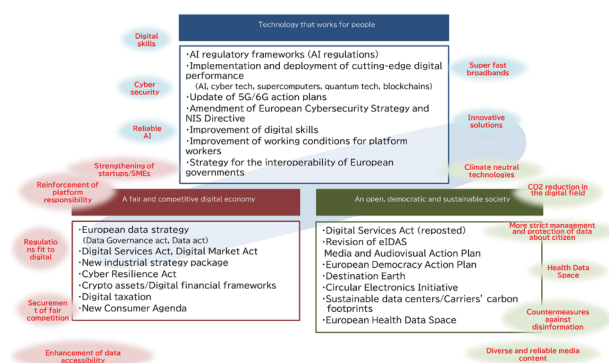 Technology that works for people
Digital
skills
Cyber
security
Reliable
AI
・AI regulatory frameworks (AI regulations)
・Implementation and deployment of cutting-edge digital
performance
(AI, cyber tech, supercomputers, quantum tech, blockchains)
・Update of 5G/6G action plans
・Amendment of European Cybersecurity Strategy and
NIS Directive
・Improvement of digital skills
・Improvement of working conditions for platform
workers
・Strategy for the interoperability of European
governments
Super fast
broadbands
Innovative
solutions
Strengthening of
startups/SMEs
Reinforcement of
platform
responsibility
Regulatio
ns fit to
digital
Securemen
t of fair
competition
Enhancement of data
accessibility
A fair and competitive digital economy
・European data strategy
(Data Governance act, Data act)
・Digital Services Act, Digital Market Act
・New industrial strategy package
・Cyber Resilience Act
・Crypto assets/Digital financial frameworks
・Digital taxation
・New Consumer Agenda
An open, democratic and sustainable society
・Digital Services Act (reposted)
・Revision of eIDAS
Media and Audiovisual Action Plan
・European Democracy Action Plan
・Destination Earth
・Circular Electronics Initiative
・Sustainable data centers/Carriers' carbon
footprints
・European Health Data Space
Climate neutral
technologies
CO2 reduction in
the digital field
More strict management
and protection of data
about citizen
Health Data
Space
Countermeasures
against
disinformation
Diverse and reliable media
content